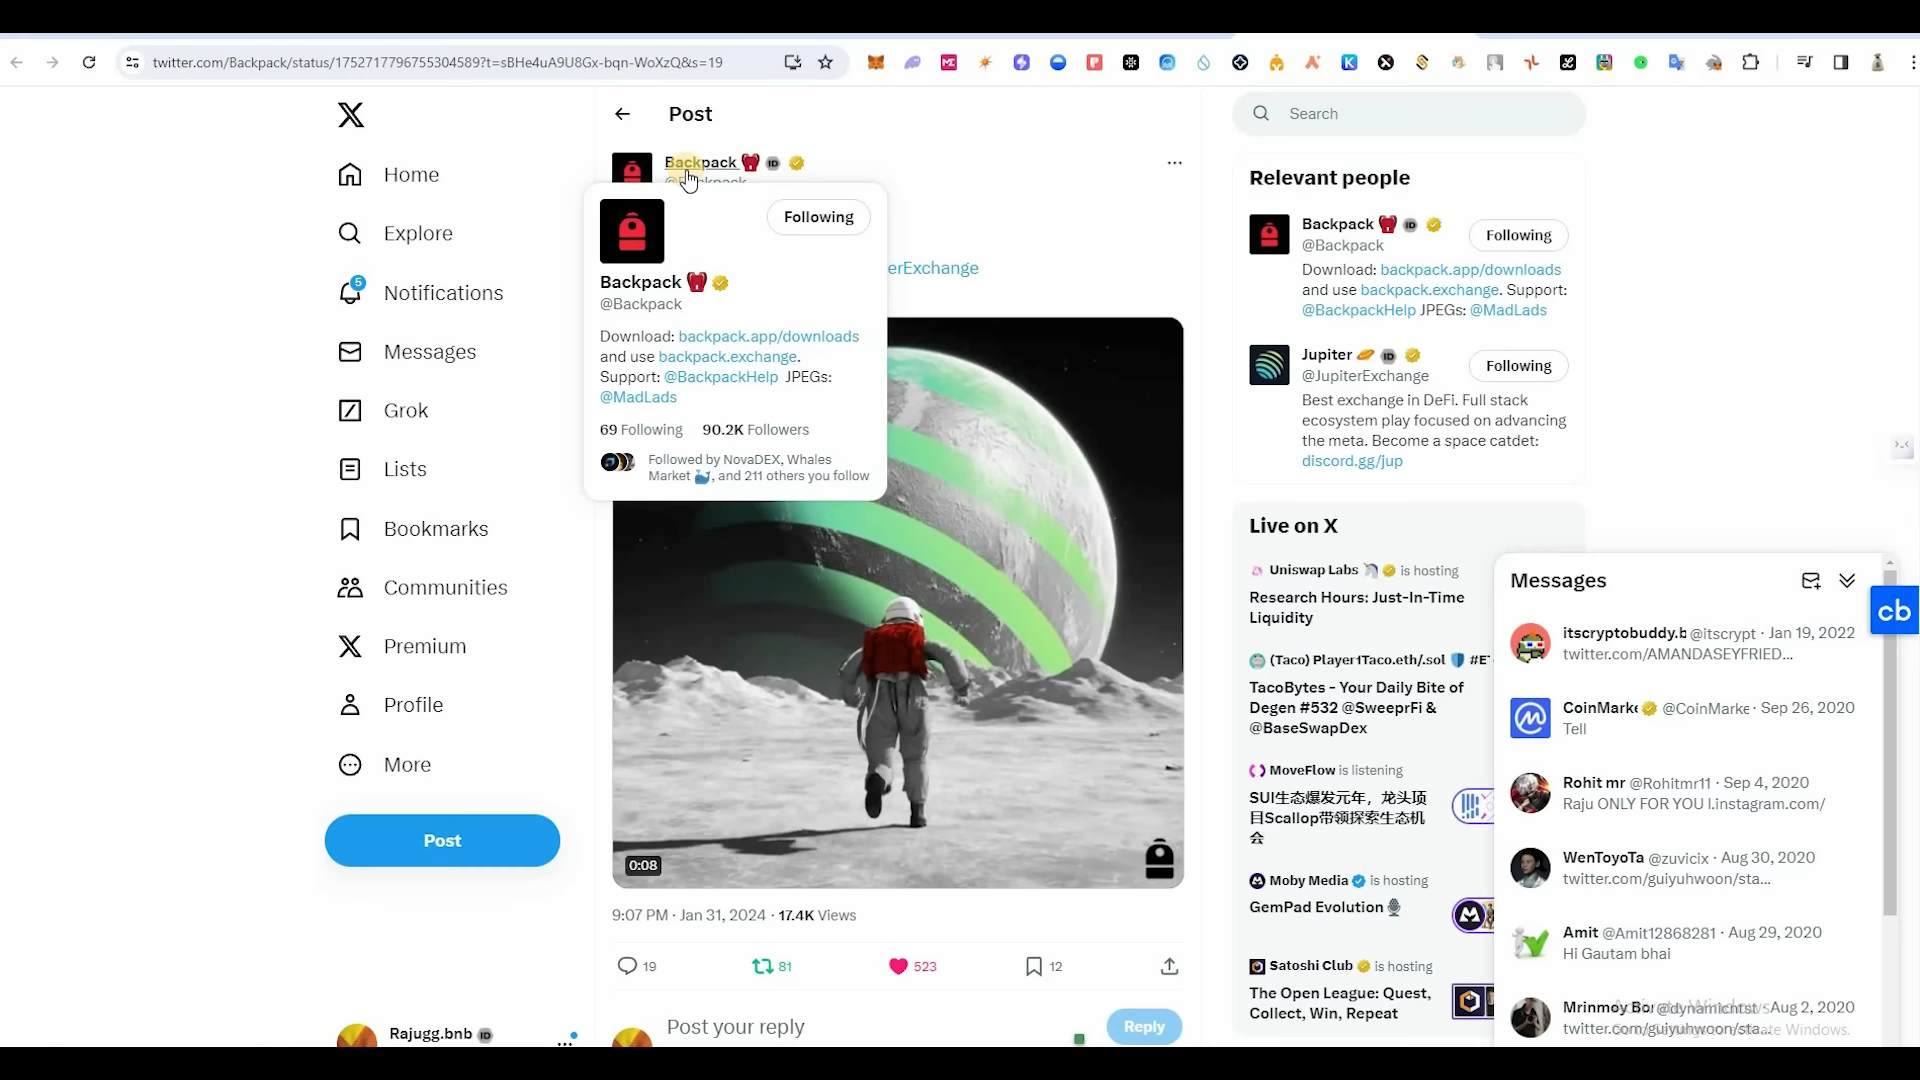 twitter.com/Backpack/status/1752717796755304589?t=sBHe4uA9U8Gx-bqn-WoXzQ&s=19
Home
Explore
5
Notifications
Messages
Grok
Lists
Bookmarks
Communities
Premium
Profile
More
Post
Rajugg.bnb
Post
Backpack
@Backpack
Following
Backpack
@Backpack
Download: backpack.app/downloads
and use backpack.exchange.
Support: @BackpackHelp JPEGs:
@MadLads
69 Following 90.2K Followers
Followed by NovaDEX, Whales
Market, and 211 others you follow
erExchange
0:08
9:07 PM · Jan 31, 2024 · 17.4K Views
19
81
523
12
Post your reply
Reply
Search
Relevant people
Backpack
@Backpack
Following
Download: backpack.app/downloads
and use backpack.exchange. Support:
@BackpackHelp JPEGs: @MadLads
Jupiter
@JupiterExchange
Following
Best exchange in DeFi. Full stack
ecosystem play focused on advancing
the meta. Become a space catdet:
discord.gg/jup
Live on X
Uniswap Labs is hosting
Research Hours: Just-In-Time
Liquidity
(Taco) Player1Taco.eth/.sol #ET
TacoBytes - Your Daily Bite of
Degen #532 @SweeprFi &
@BaseSwapDex
MoveFlow is listening
SUI生态爆发元年，龙头项
目Scallop带领探索生态机
会
Moby Media is hosting
GemPad Evolution
Satoshi Club is hosting
The Open League: Quest,
Collect, Win, Repeat
Messages
cb
itscryptobuddy.b @itscrypt · Jan 19, 2022
twitter.com/AMANDASEYFRIED...
CoinMarke @CoinMarke · Sep 26, 2020
Tell
Rohit mr @Rohitmr11 · Sep 4, 2020
Raju ONLY FOR YOU l.instagram.com/
WenToyoTa @zuvicix · Aug 30, 2020
twitter.com/guiyuhwoon/sta...
Amit @Amit12868281 · Aug 29, 2020
Hi Gautam bhai
Mrinmoy Bor @dynamicntst · Aug 2, 2020
twitter.com/guiyuhwoon/sta...